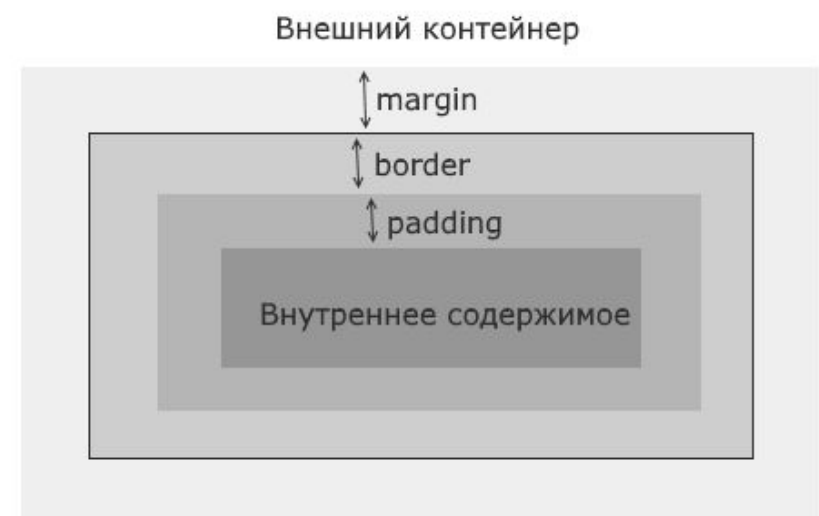 Внешний контейнер
margin
border
padding
Внутреннее содержимое